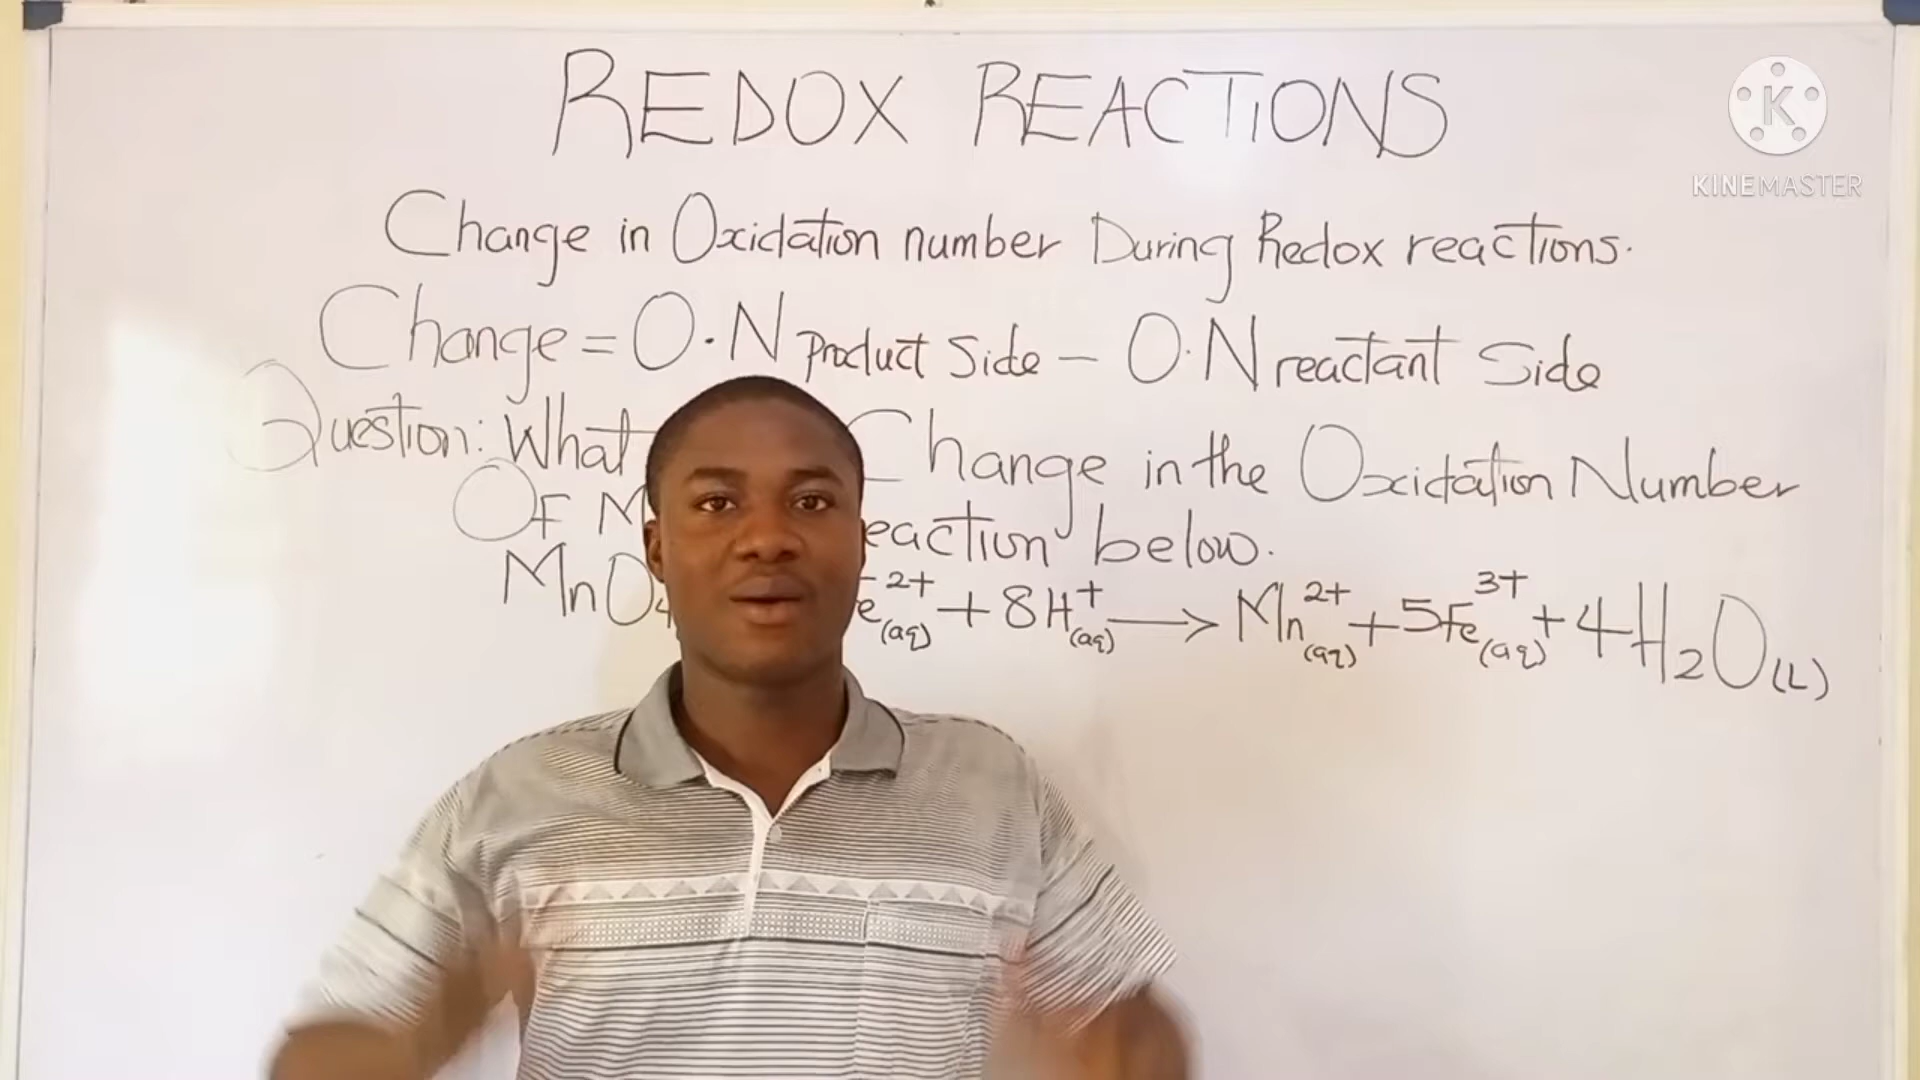 REDOX REACTIONS
K
KINEMASTER
Change in Oxidation number During Redox reactions.
Change = O.N product Side - O.N reactant Side
Question: What Change in the Oxidation Number
Of eaction below.
MnO4 e²⁺(aq) + 8H⁺(aq) → Mn²⁺(aq) + 5Fe³⁺(aq) + 4H₂O(L)